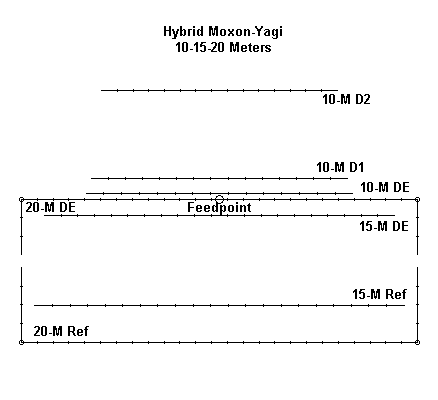 Hybrid Moxon-Yagi
10-15-20 Meters
10-M D2
10-M D1
10-M DE
20-M DE
Feedpoint
15-M DE
15-M Ref
20-M Ref